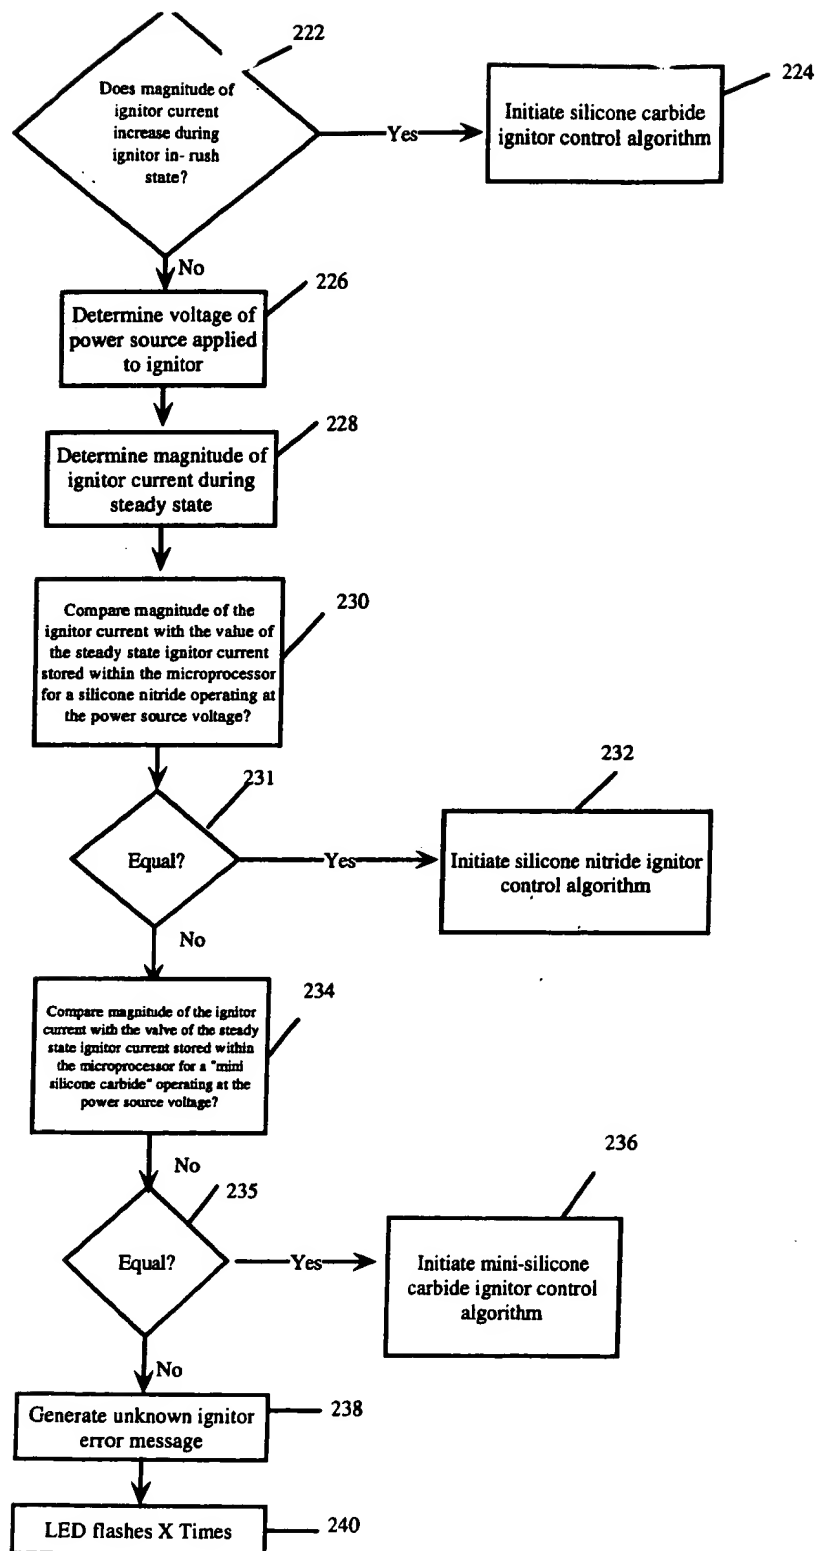 222
Does magnitude of
ignitor current
increase during
ignitor in- rush
state?
Yes
224
Initiate silicone carbide
ignitor control algorithm
No
226
Determine voltage of
power source applied
to ignitor
228
Determine magnitude of
ignitor current during
steady state
230
Compare magnitude of the
ignitor current with the value of
the steady state ignitor current
stored within the microprocessor
for a silicone nitride operating at
the power source voltage?
231
Equal?
Yes
232
Initiate silicone nitride ignitor
control algorithm
No
234
Compare magnitude of the ignitor
current with the valve of the steady
state ignitor current stored within
the microprocessor for a "mini
silicone carbide" operating at the
power source voltage?
No
235
Equal?
Yes
236
Initiate mini-silicone
carbide ignitor control
algorithm
No
238
Generate unknown ignitor
error message
LED flashes X Times
240